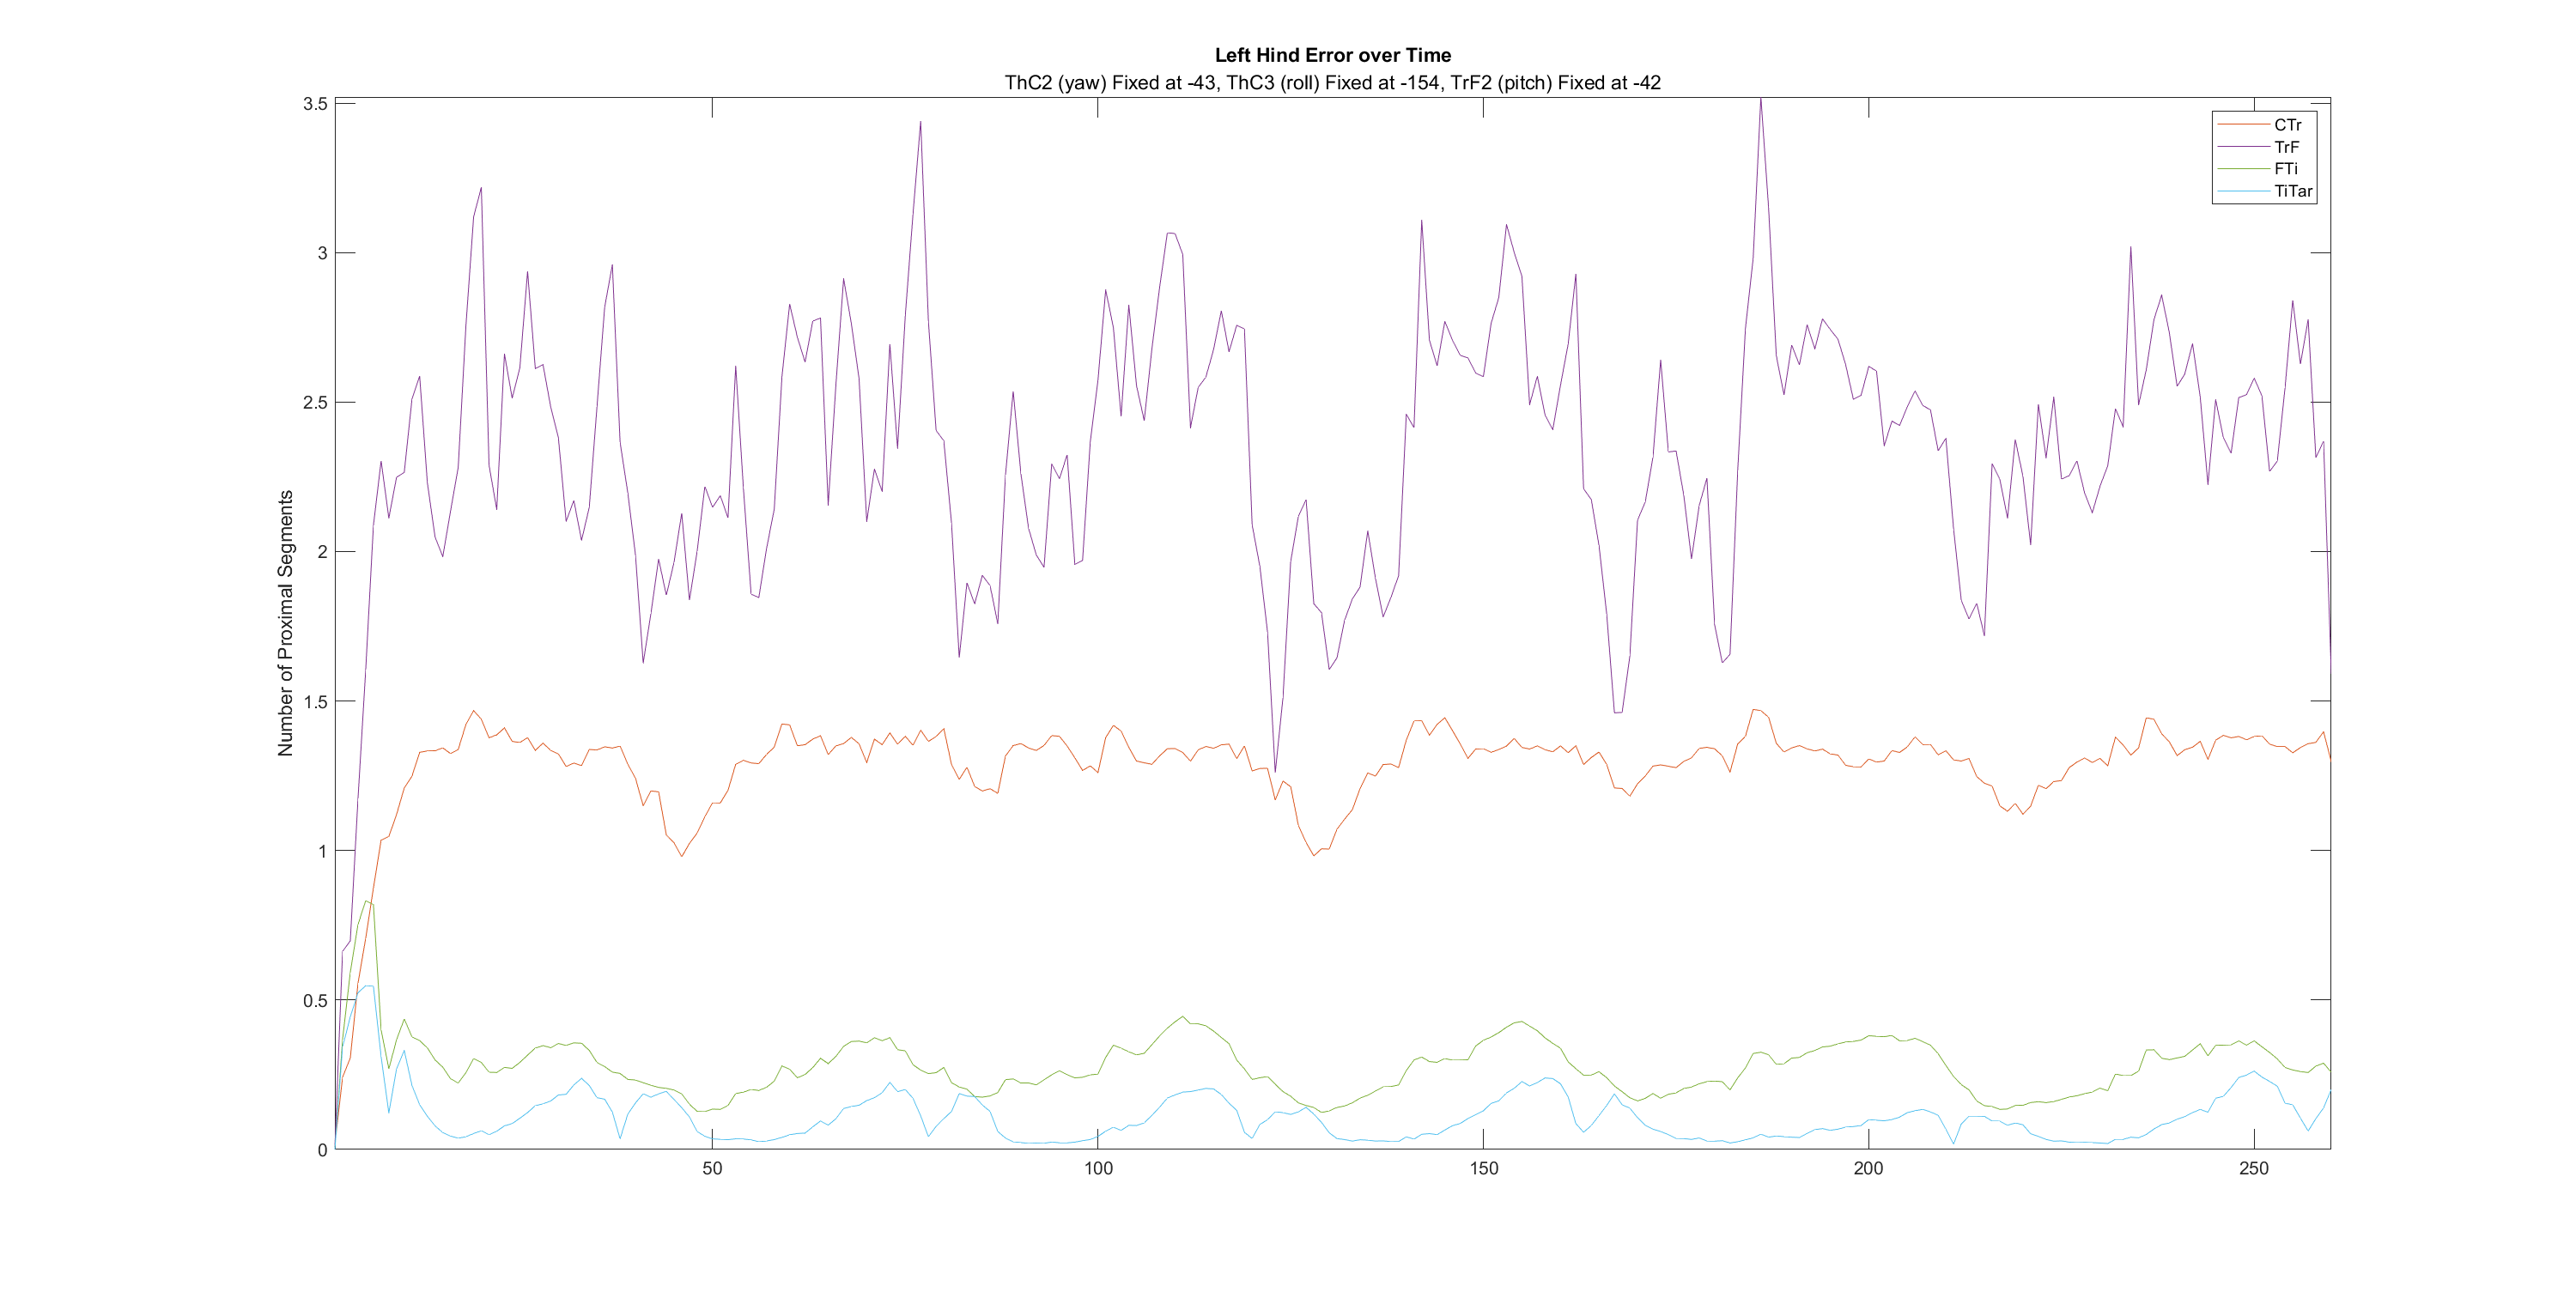 Left Hind Error over Time
ThC2 (yaw) Fixed at -43, ThC3 (roll) Fixed at -154, TrF2 (pitch) Fixed at -42
Number of Proximal Segments
3.5
3
2.5
2
1.5
1
0.5
0
50
100
150
200
250
CTr
TrF
FTi
TiTar